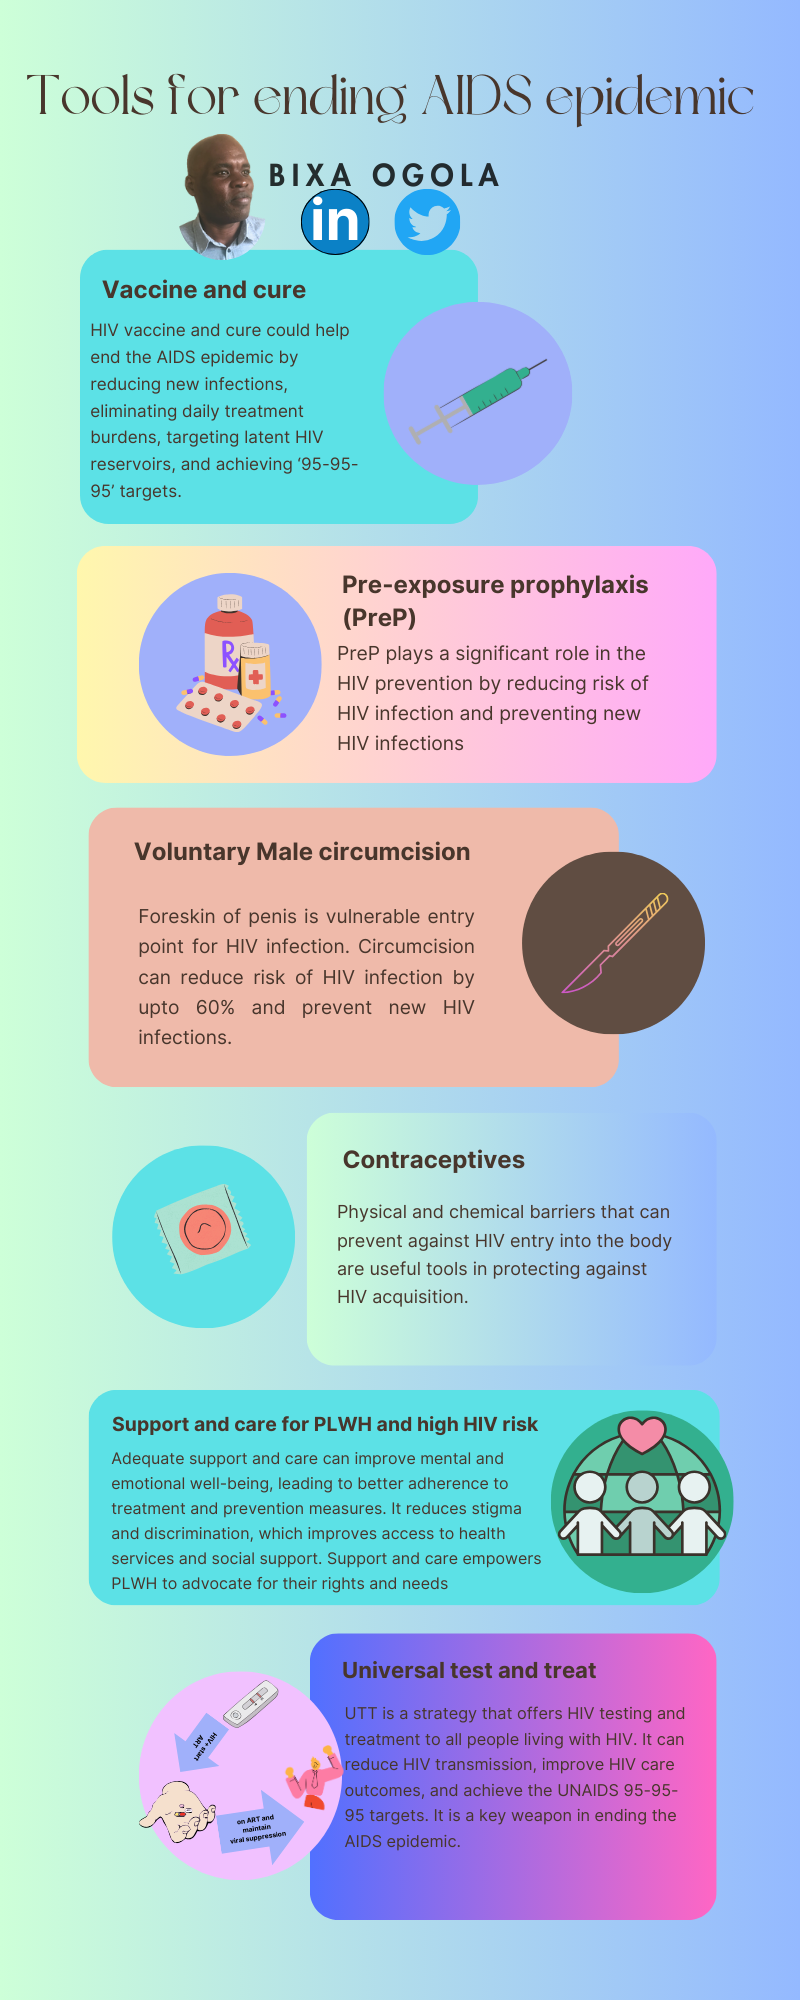 Tools for ending AIDS epidemic
BIXA OGOLA
in
Vaccine and cure
HIV vaccine and cure could help
end the AIDS epidemic by
reducing new infections,
eliminating daily treatment
burdens, targeting latent HIV
reservoirs, and achieving ‘95-95-
95’ targets.
Pre-exposure prophylaxis
(PreP)
PreP plays a significant role in the
HIV prevention by reducing risk of
HIV infection and preventing new
HIV infections
Rx
Voluntary Male circumcision
Foreskin of penis is vulnerable entry
point for HIV infection. Circumcision
can reduce risk of HIV infection by
upto 60% and prevent new HIV
infections.
Contraceptives
Physical and chemical barriers that can
prevent against HIV entry into the body
are useful tools in protecting against
HIV acquisition.
Support and care for PLWH and high HIV risk
Adequate support and care can improve mental and
emotional well-being, leading to better adherence to
treatment and prevention measures. It reduces stigma
and discrimination, which improves access to health
services and social support. Support and care empowers
PLWH to advocate for their rights and needs
Universal test and treat
UTT is a strategy that offers HIV testing and
treatment to all people living with HIV. It can
reduce HIV transmission, improve HIV care
outcomes, and achieve the UNAIDS 95-95-
95 targets. It is a key weapon in ending the
AIDS epidemic.
HIV+ start
ART
on ART and
maintain
viral suppression